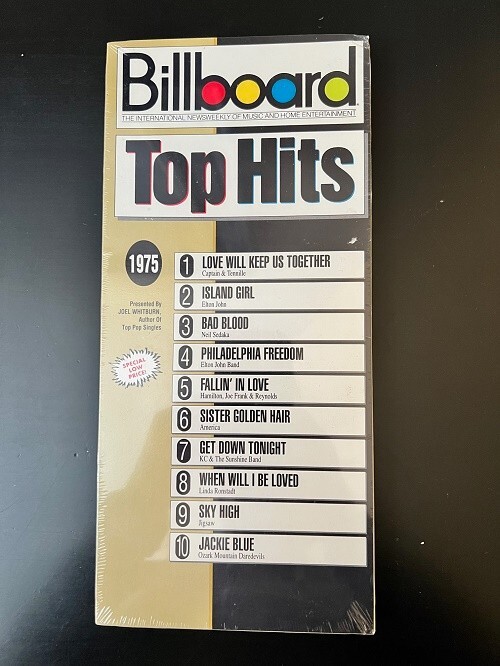 Billboard
THE INTERNATIONAL NEWSWEEKLY OF MUSIC AND HOME ENTERTAINMENT
Top Hits
1975
Presented By
JOEL WHITBURN,
Author Of
Top Pop Singles
SPECIAL
LOW
PRICE!
1 LOVE WILL KEEP US TOGETHER
Captain & Tennille
2 ISLAND GIRL
Elton John
3 BAD BLOOD
Neil Sedaka
4 PHILADELPHIA FREEDOM
Elton John Band
5 FALLIN' IN LOVE
Hamilton, Joe Frank & Reynolds
6 SISTER GOLDEN HAIR
America
7 GET DOWN TONIGHT
KC & The Sunshine Band
8 WHEN WILL I BE LOVED
Linda Ronstadt
9 SKY HIGH
Jigsaw
10 JACKIE BLUE
Ozark Mountain Daredevils